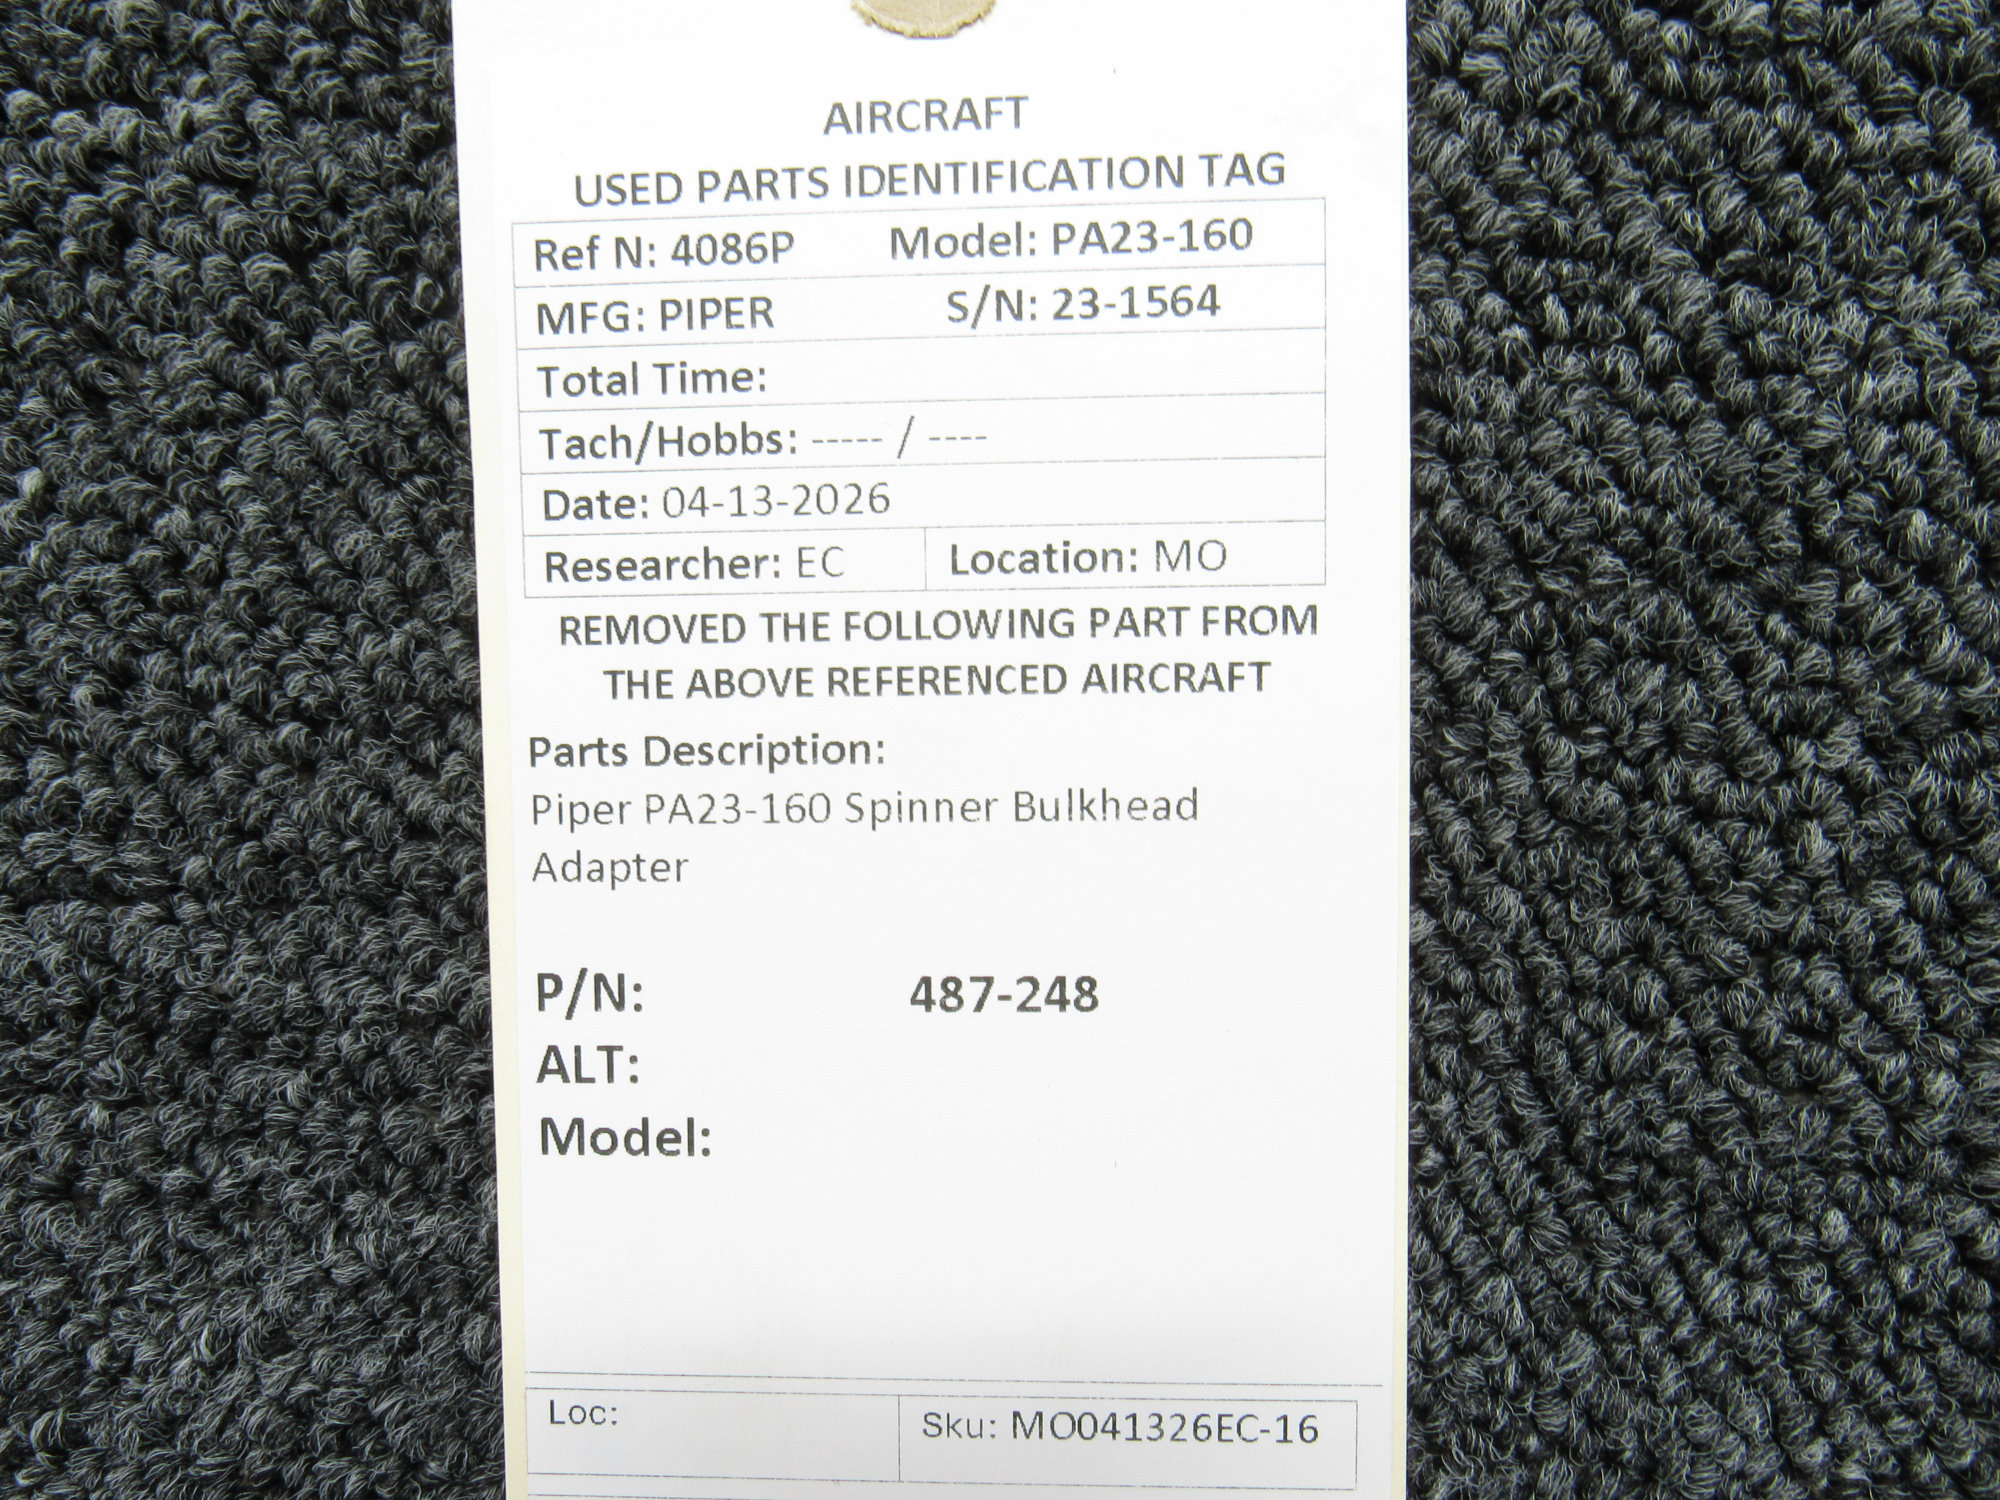 AIRCRAFT
USED PARTS IDENTIFICATION TAG
Ref N: 4086P Model: PA23-160
MFG: PIPER S/N: 23-1564
Total Time:
Tach/Hobbs: ----- / ----
Date: 04-13-2026
Researcher: EC Location: MO
REMOVED THE FOLLOWING PART FROM
THE ABOVE REFERENCED AIRCRAFT
Parts Description:
Piper PA23-160 Spinner Bulkhead
Adapter
P/N: 487-248
ALT:
Model:
Loc: Sku: MO041326EC-16